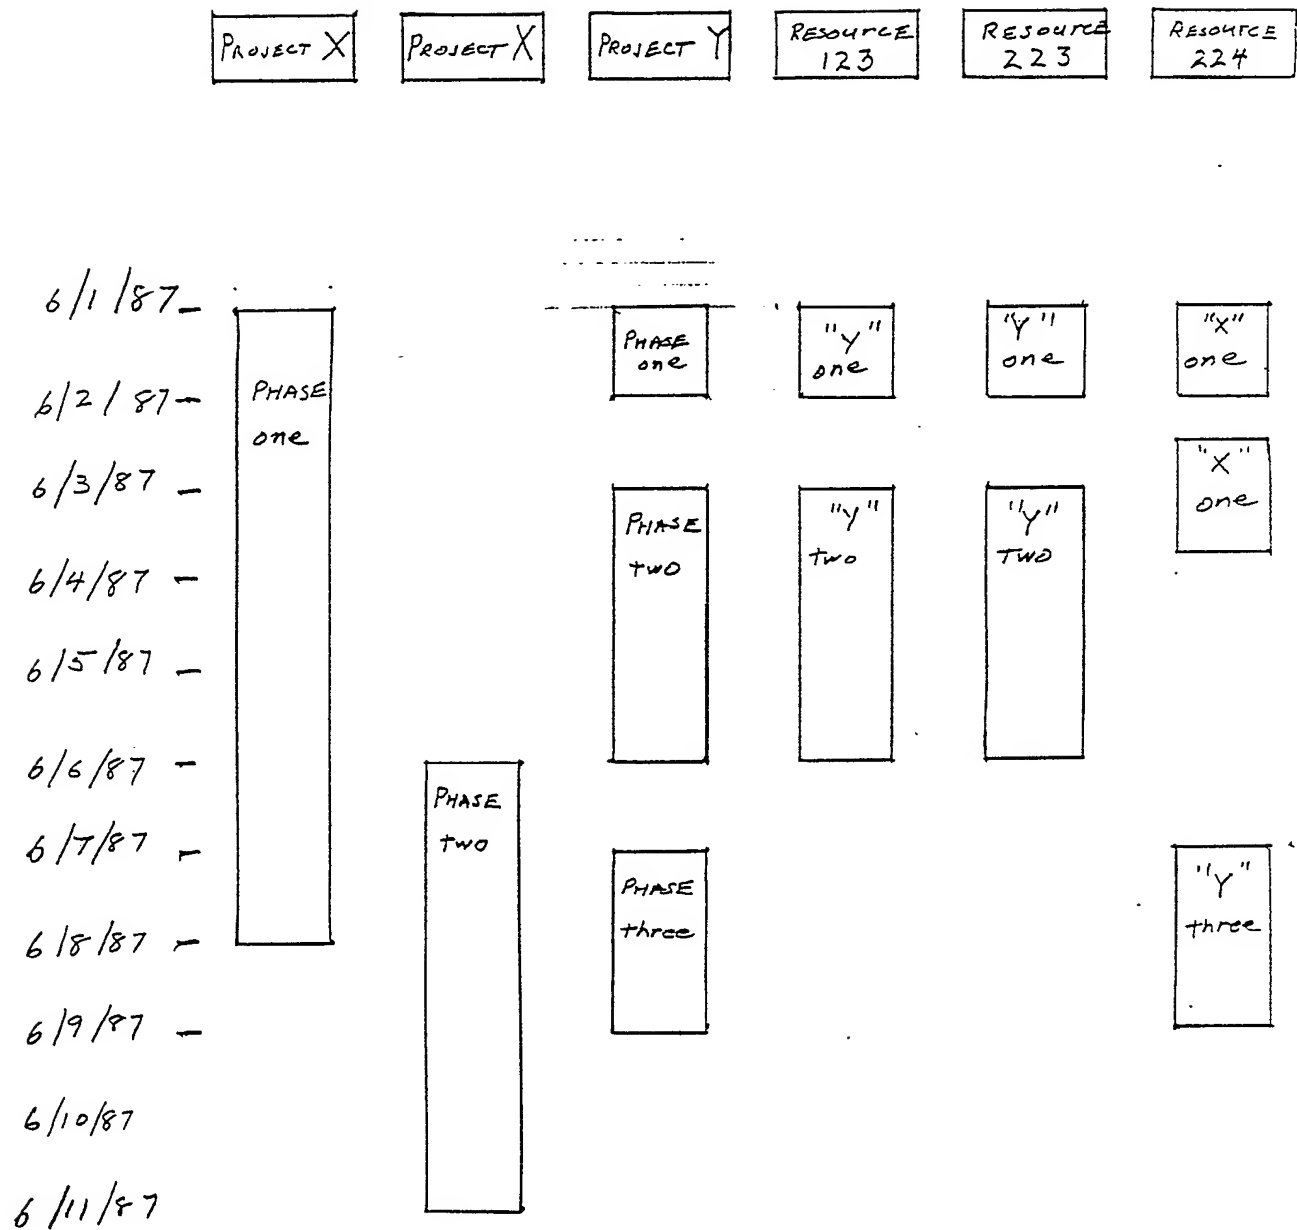 PROJECT X
PROJECT X
PROJECT Y
RESOURCE
123
RESOURCE
223
RESOURCE
224
6/1/87
6/2/87
6/3/87
6/4/87
6/5/87
6/6/87
6/7/87
6/8/87
6/9/87
6/10/87
6/11/87
PHASE
one
PHASE
two
PHASE
one
PHASE
two
PHASE
three
"Y"
one
"Y"
two
"Y"
one
"Y"
TWO
"X"
one
"X"
one
"Y"
three